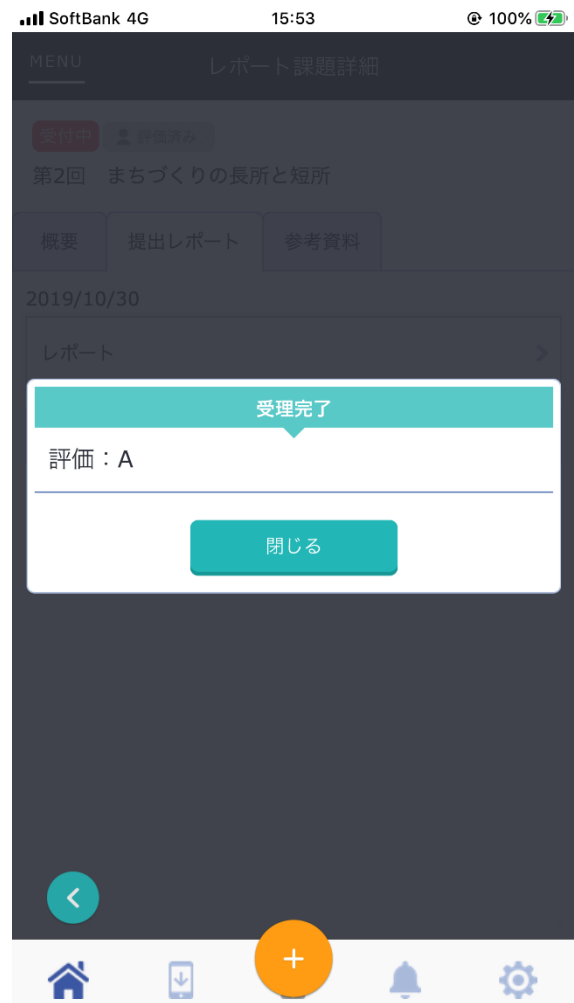 SoftBank 4G 15:53 100%
MENU レポート課題詳細
受付中 評価済み
第2回 まちづくりの長所と短所
概要 提出レポート 参考資料
2019/10/30
レポート
受理完了
評価：A
閉じる